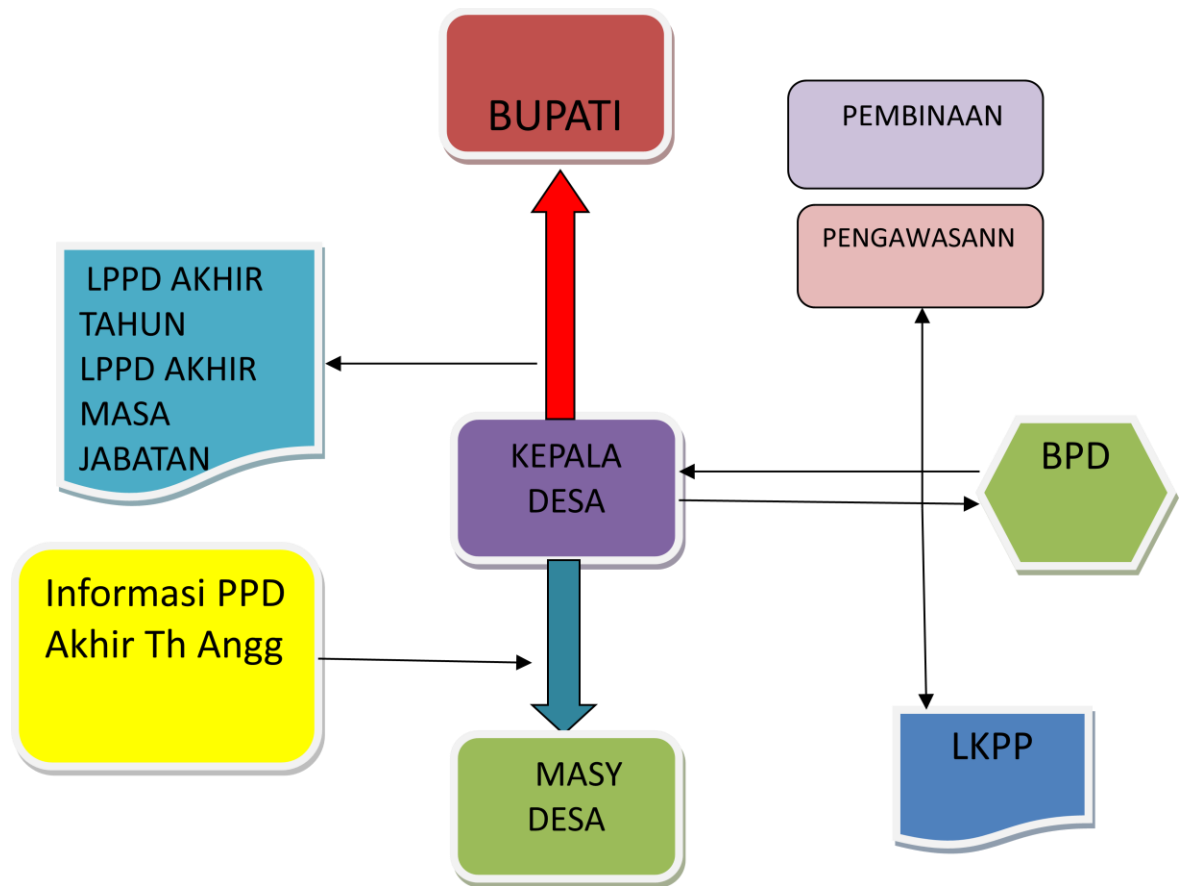 BUPATI
PEMBINAAN
PENGAWASANN
LPPD AKHIR
TAHUN
LPPD AKHIR
MASA
JABATAN
KEPALA
DESA
BPD
Informasi PPD
Akhir Th Angg
MASY
DESA
LKPP